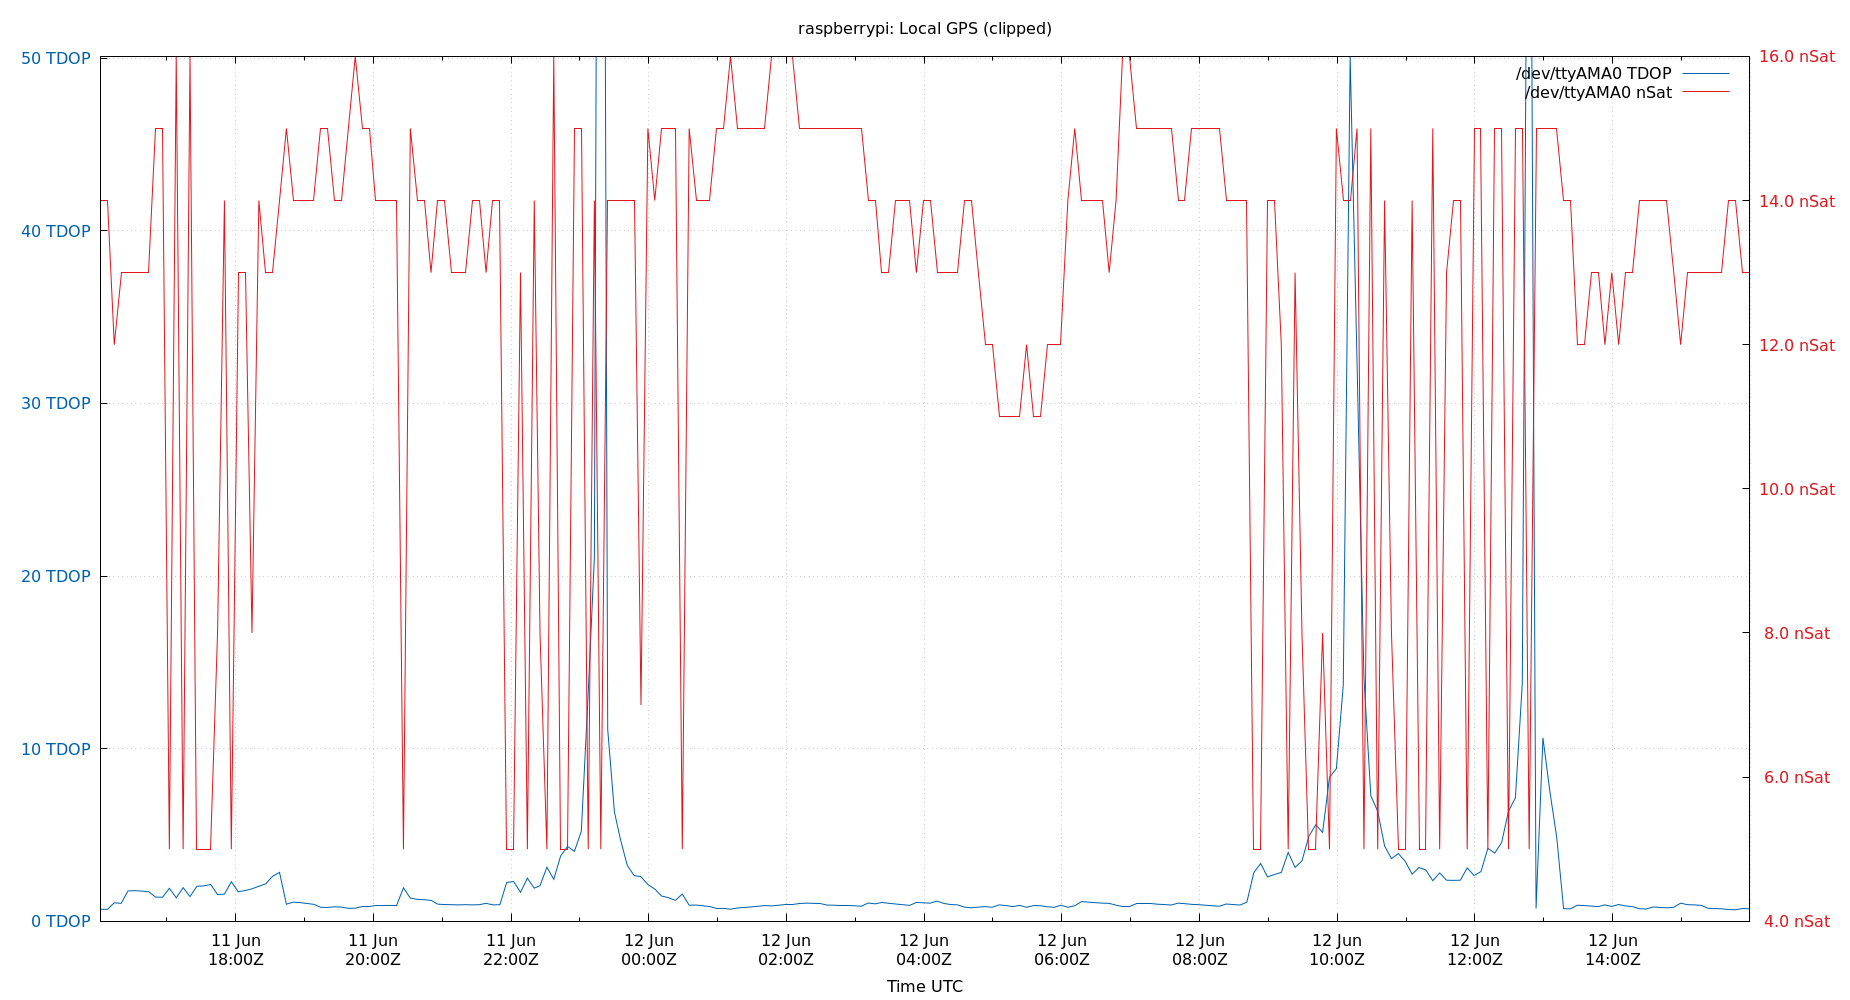 raspberrypi: Local GPS (clipped)
50 TDOP
40 TDOP
30 TDOP
20 TDOP
10 TDOP
0 TDOP
16.0 nSat
14.0 nSat
12.0 nSat
10.0 nSat
8.0 nSat
6.0 nSat
4.0 nSat
/dev/ttyAMA0 TDOP
/dev/ttyAMA0 nSat
11 Jun
18:00Z
11 Jun
20:00Z
11 Jun
22:00Z
12 Jun
00:00Z
12 Jun
02:00Z
12 Jun
04:00Z
12 Jun
06:00Z
12 Jun
08:00Z
12 Jun
10:00Z
12 Jun
12:00Z
12 Jun
14:00Z
Time UTC